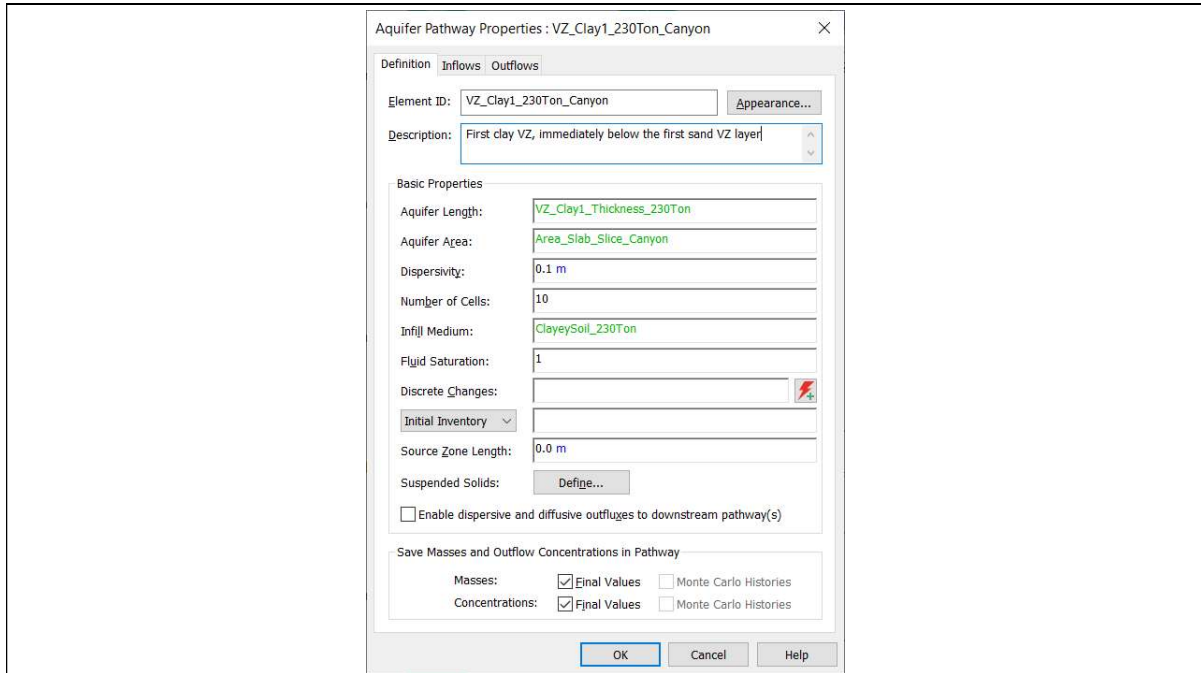 Aquifer Pathway Properties : VZ_Clay1_230Ton_Canyon
Definition Inflows Outflows
Element ID: VZ_Clay1_230Ton_Canyon Appearance...
Description: First clay VZ, immediately below the first sand VZ layer
Basic Properties
Aquifer Length: VZ_Clay1_Thickness_230Ton
Aquifer Area: Area_Slab_Slice_Canyon
Dispersivity: 0.1 m
Number of Cells: 10
Infill Medium: ClayeySoil_230Ton
Fluid Saturation: 1
Discrete Changes:
Initial Inventory
Source Zone Length: 0.0 m
Suspended Solids: Define...
Enable dispersive and diffusive outfluxes to downstream pathway(s)
Save Masses and Outflow Concentrations in Pathway
Masses: Final Values Monte Carlo Histories
Concentrations: Final Values Monte Carlo Histories
OK Cancel Help